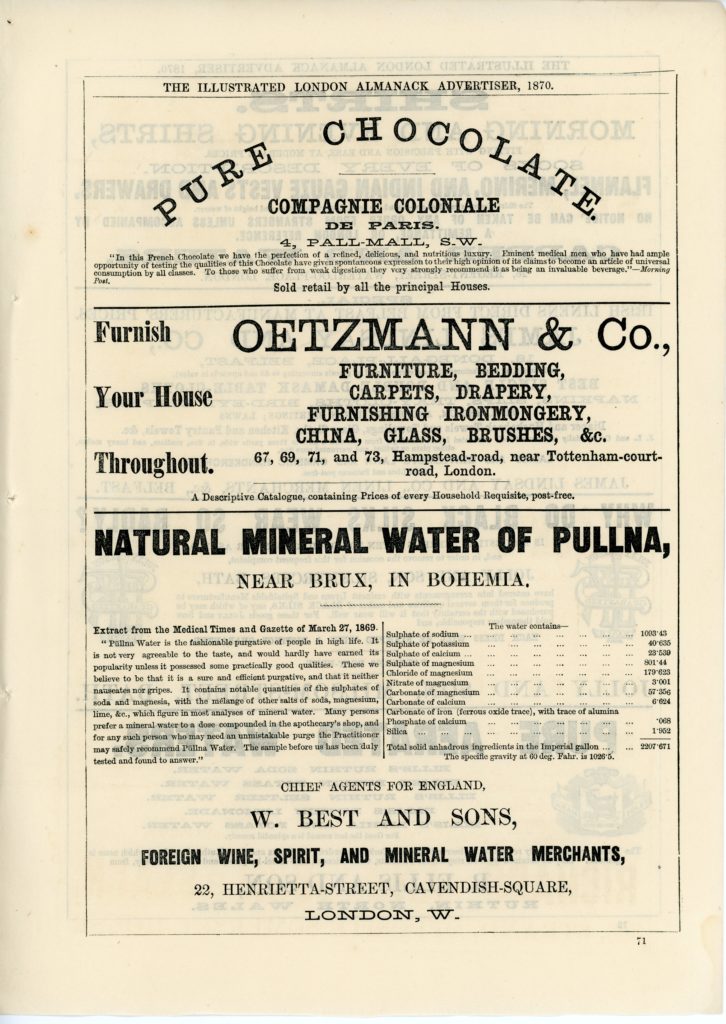 THE ILLUSTRATED LONDON ALMANACK ADVERTISER, 1870.
PURE CHOCOLATE.
COMPAGNIE COLONIALE
DE PARIS.
4, PALL-MALL, S.W.
"In this French Chocolate we have the perfection of a refined, delicious, and nutritious luxury. Eminent medical men who have had ample
opportunity of testing the qualities of this Chocolate have given spontaneous expression to their high opinion of its claims to become an article of universal
consumption by all classes. To those who suffer from weak digestion they very strongly recommend it as being an invaluable beverage."—Morning
Post.
Sold retail by all the principal Houses.
Furnish
Your House
Throughout.
OETZMANN & Co.,
FURNITURE, BEDDING,
CARPETS, DRAPERY,
FURNISHING IRONMONGERY,
CHINA, GLASS, BRUSHES, &c.
67, 69, 71, and 73, Hampstead-road, near Tottenham-court-
road, London.
A Descriptive Catalogue, containing Prices of every Household Requisite, post-free.
NATURAL MINERAL WATER OF PULLNA,
NEAR BRUX, IN BOHEMIA.
Extract from the Medical Times and Gazette of March 27, 1869.
"Püllna Water is the fashionable purgative of people in high life. It
is not very agreeable to the taste, and would hardly have earned its
popularity unless it possessed some practically good qualities. These we
believe to be that it is a sure and efficient purgative, and that it neither
nauseates nor gripes. It contains notable quantities of the sulphates of
soda and magnesia, with the mélange of other salts of soda, magnesium,
lime, &c., which figure in most analyses of mineral water. Many persons
prefer a mineral water to a dose compounded in the apothecary's shop, and
for any such person who may need an unmistakable purge the Practitioner
may safely recommend Püllna Water. The sample before us has been duly
tested and found to answer."
The water contains—
Sulphate of sodium ... 1093·43
Sulphate of potassium ... 40·635
Sulphate of calcium ... 23·539
Sulphate of magnesium ... 801·44
Chloride of magnesium ... 179·623
Nitrate of magnesium ... 3·001
Carbonate of magnesium ... 57·356
Carbonate of calcium ... 6·624
Carbonate of iron (ferrous oxide trace), with trace of alumina
Phosphate of calcium ... ·068
Silica ... 1·952
Total solid anhadrous ingredients in the Imperial gallon ... 2207·671
The specific gravity at 60 deg. Fahr. is 1026·5.
CHIEF AGENTS FOR ENGLAND,
W. BEST AND SONS,
FOREIGN WINE, SPIRIT, AND MINERAL WATER MERCHANTS,
22, HENRIETTA-STREET, CAVENDISH-SQUARE,
LONDON, W.
71